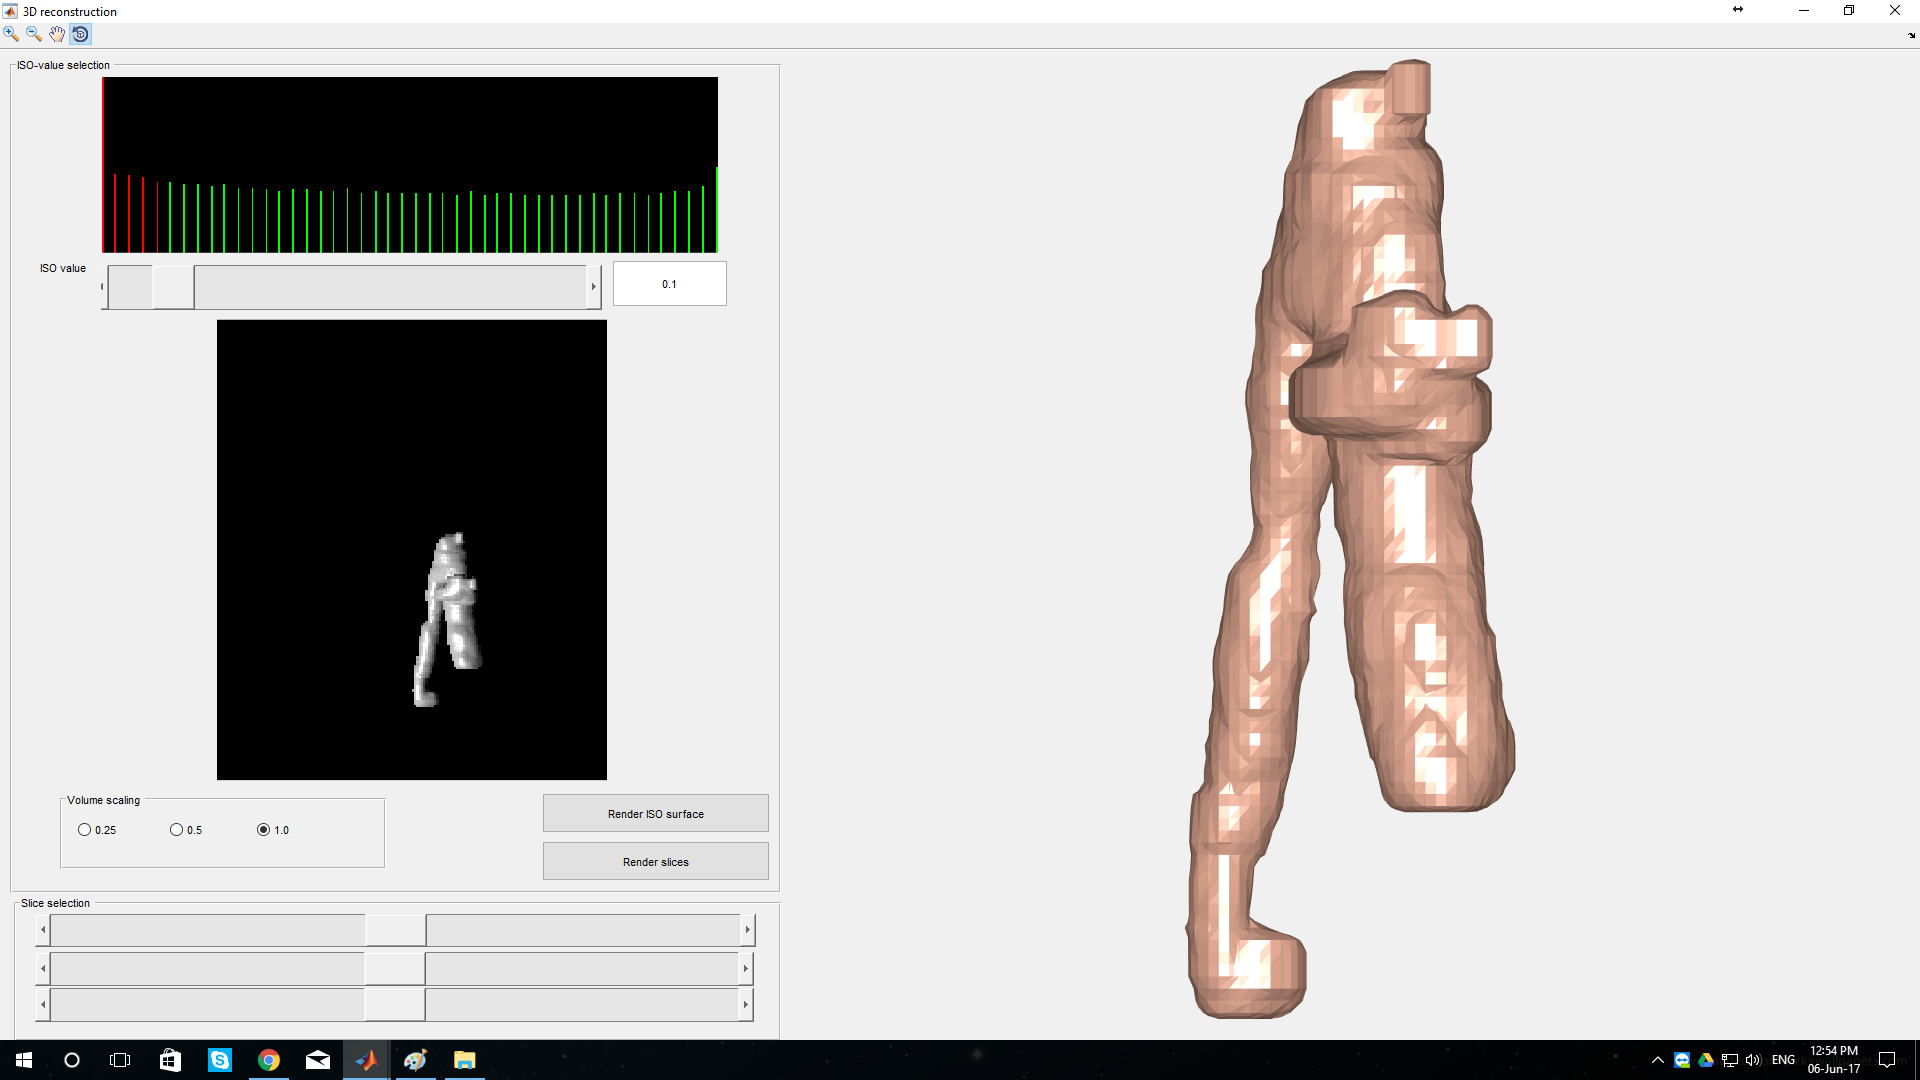 3D reconstruction
ISO-value selection
ISO value
0.1
Volume scaling
0.25
0.5
1.0
Render ISO surface
Render slices
Slice selection
ENG
12:54 PM
06-Jun-17